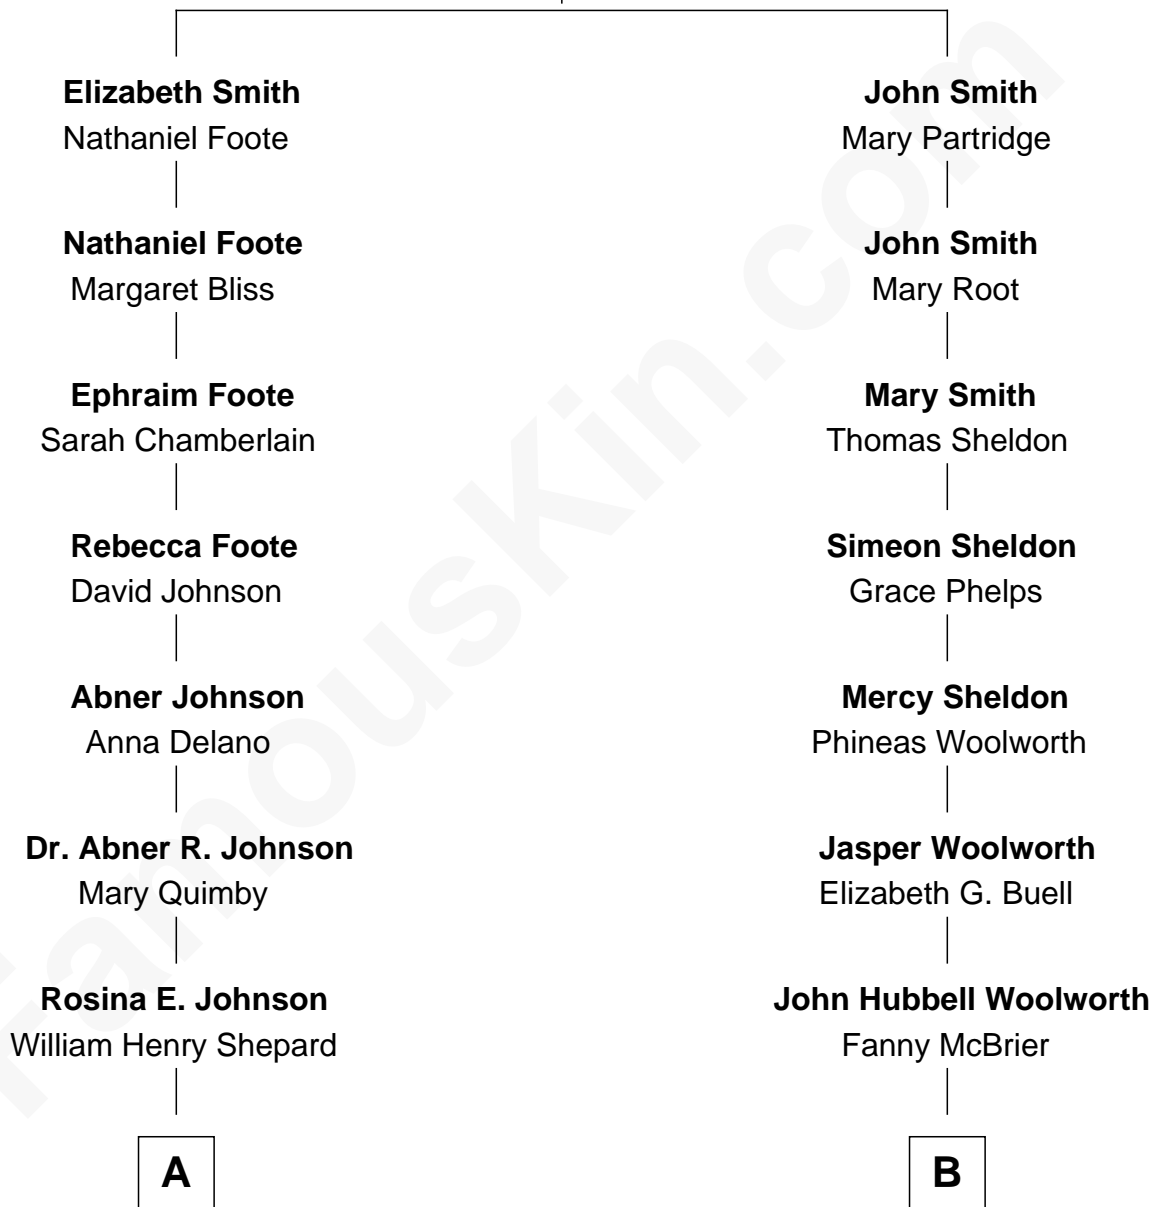 Elizabeth Smith
Nathaniel Foote
Nathaniel Foote
Margaret Bliss
Ephraim Foote
Sarah Chamberlain
Rebecca Foote
David Johnson
Abner Johnson
Anna Delano
Dr. Abner R. Johnson
Mary Quimby
Rosina E. Johnson
William Henry Shepard
A
John Smith
Mary Partridge
John Smith
Mary Root
Mary Smith
Thomas Sheldon
Simeon Sheldon
Grace Phelps
Mercy Sheldon
Phineas Woolworth
Jasper Woolworth
Elizabeth G. Buell
John Hubbell Woolworth
Fanny McBrier
B
FamousKin.com